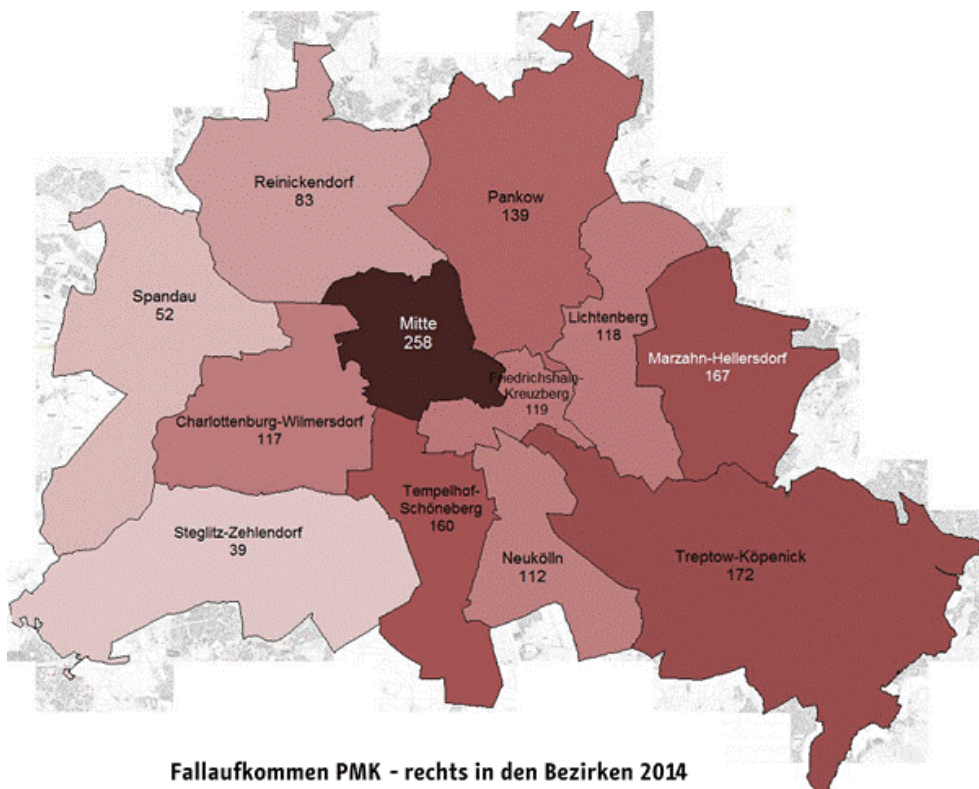 Reinickendorf
83
Pankow
139
Spandau
52
Mitte
258
Lichtenberg
118
Marzahn-Hellersdorf
167
Friedrichshain-
Kreuzberg
119
Charlottenburg-Wilmersdorf
117
Tempelhof-
Schöneberg
160
Steglitz-Zehlendorf
39
Neukölln
112
Treptow-Köpenick
172
Fallaufkommen PMK - rechts in den Bezirken 2014